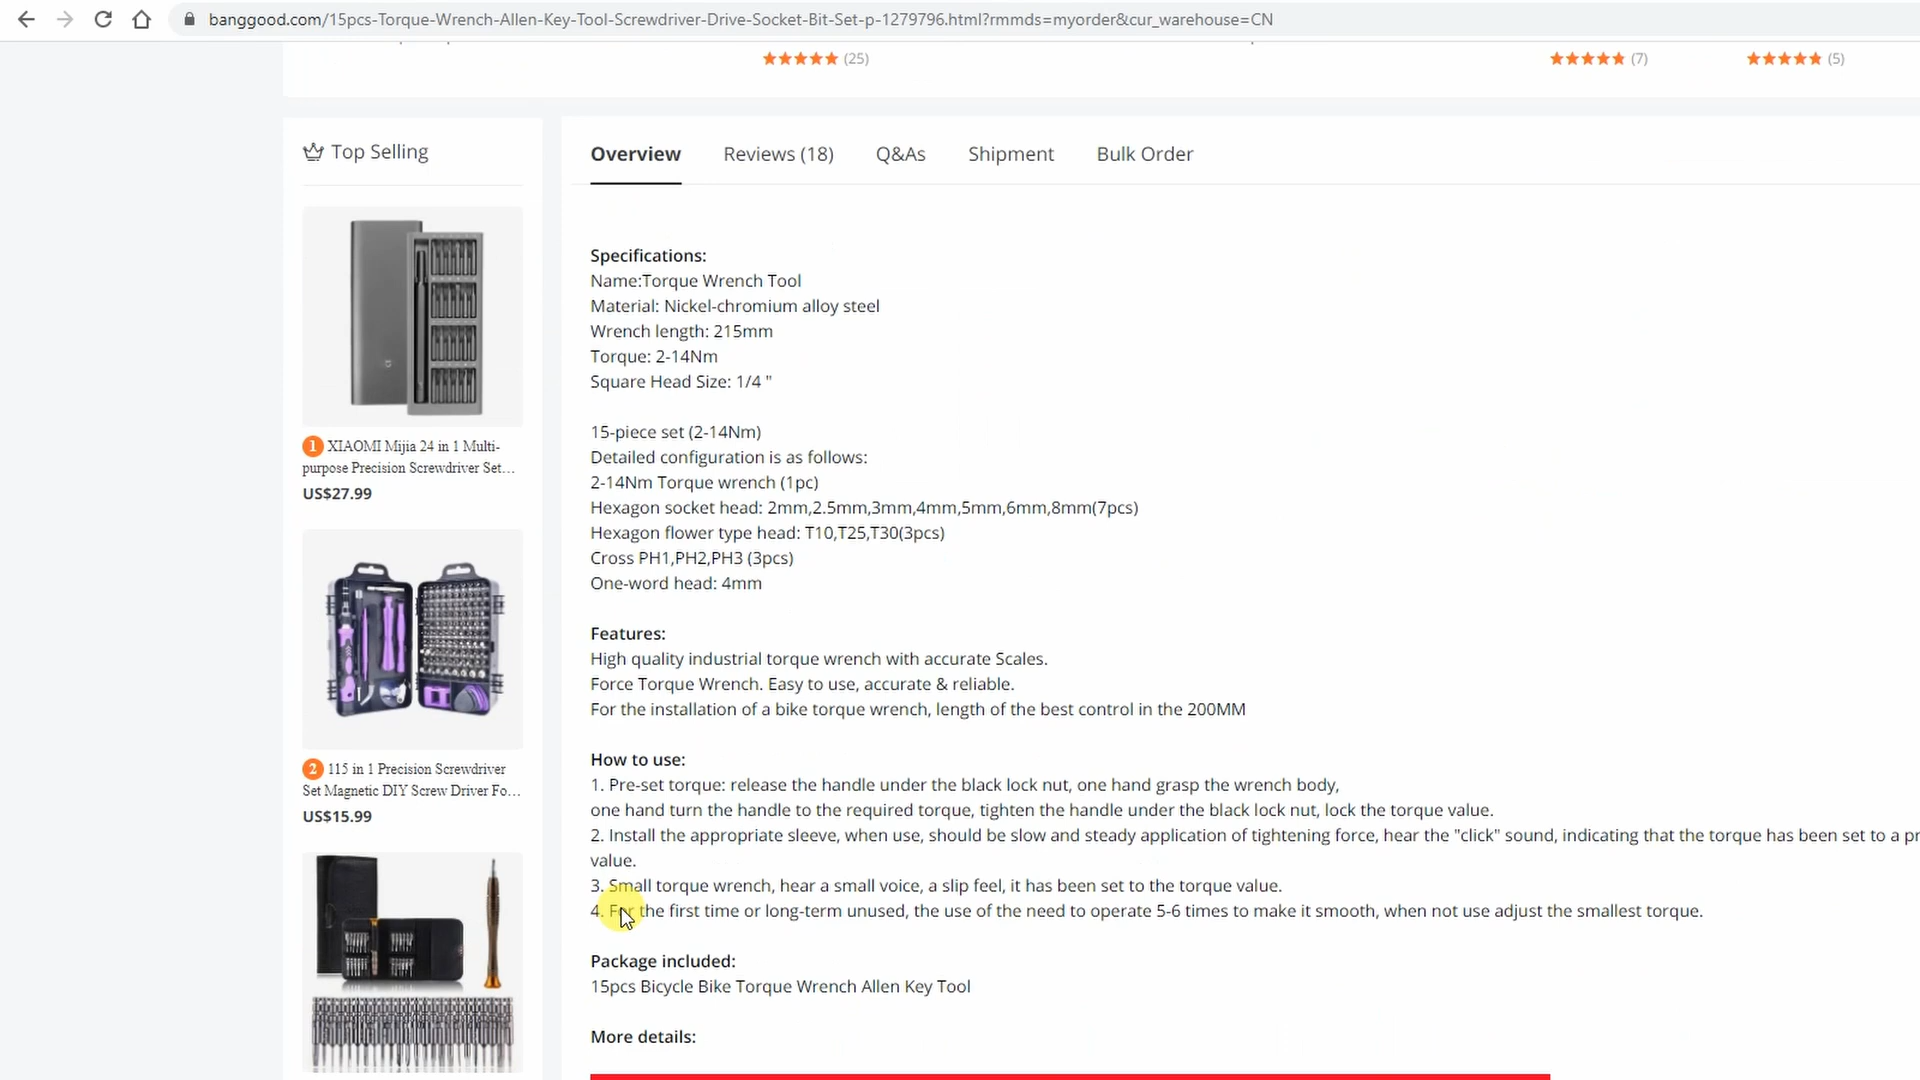 banggood.com/15pcs-Torque-Wrench-Allen-Key-Tool-Screwdriver-Drive-Socket-Bit-Set-p-1279796.html?rmmds=myorder&cur_warehouse=CN
(25)
(7)
(5)
Top Selling
Overview
Reviews (18)
Q&As
Shipment
Bulk Order
1 XIAOMI Mijia 24 in 1 Multi-
purpose Precision Screwdriver Set...
US$27.99
2 115 in 1 Precision Screwdriver
Set Magnetic DIY Screw Driver Fo...
US$15.99
Specifications:
Name:Torque Wrench Tool
Material: Nickel-chromium alloy steel
Wrench length: 215mm
Torque: 2-14Nm
Square Head Size: 1/4 "
15-piece set (2-14Nm)
Detailed configuration is as follows:
2-14Nm Torque wrench (1pc)
Hexagon socket head: 2mm,2.5mm,3mm,4mm,5mm,6mm,8mm(7pcs)
Hexagon flower type head: T10,T25,T30(3pcs)
Cross PH1,PH2,PH3 (3pcs)
One-word head: 4mm
Features:
High quality industrial torque wrench with accurate Scales.
Force Torque Wrench. Easy to use, accurate & reliable.
For the installation of a bike torque wrench, length of the best control in the 200MM
How to use:
1. Pre-set torque: release the handle under the black lock nut, one hand grasp the wrench body,
one hand turn the handle to the required torque, tighten the handle under the black lock nut, lock the torque value.
2. Install the appropriate sleeve, when use, should be slow and steady application of tightening force, hear the "click" sound, indicating that the torque has been set to a pr
value.
3. Small torque wrench, hear a small voice, a slip feel, it has been set to the torque value.
4. For the first time or long-term unused, the use of the need to operate 5-6 times to make it smooth, when not use adjust the smallest torque.
Package included:
15pcs Bicycle Bike Torque Wrench Allen Key Tool
More details: